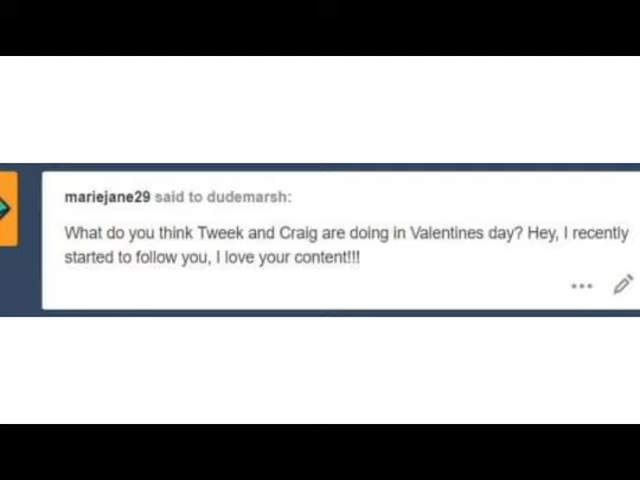 mariejane29 said to dudemarsh:
What do you think Tweek and Craig are doing in Valentines day? Hey, I recently
started to follow you, I love your content!!!